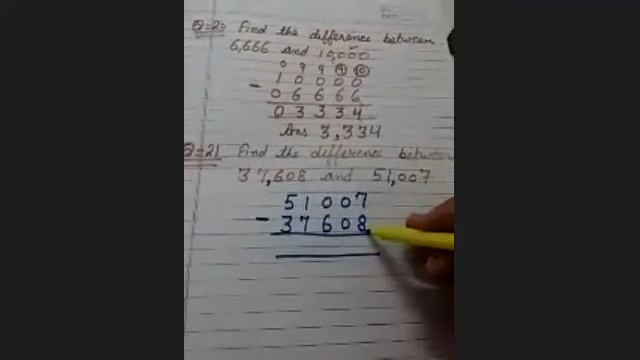 Q=20 Find the difference between
6,666 and 10,000
0 9 9 9 10
1 0 0 0 0
- 0 6 6 6 6
0 3 3 3 4
Ans 3,334
Q=21 Find the difference between
37,608 and 51,007
5 1 0 0 7
- 3 7 6 0 8